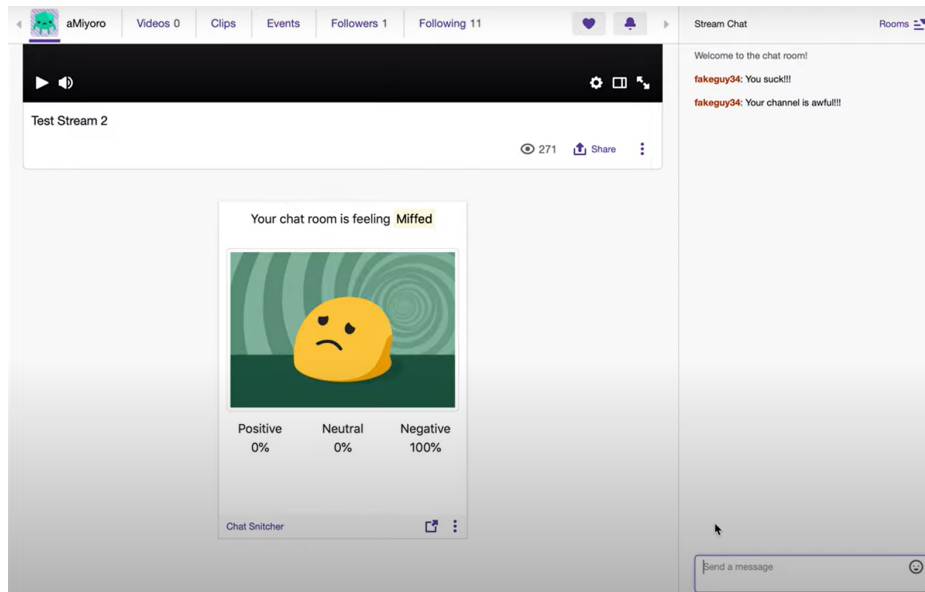 aMiyoro Videos 0 Clips Events Followers 1 Following 11
Test Stream 2
271 Share
Your chat room is feeling Miffed
Positive Neutral Negative
0% 0% 100%
Chat Snitcher
Stream Chat Rooms
Welcome to the chat room!
fakeguy34: You suck!!!
fakeguy34: Your channel is awful!!!
Send a message